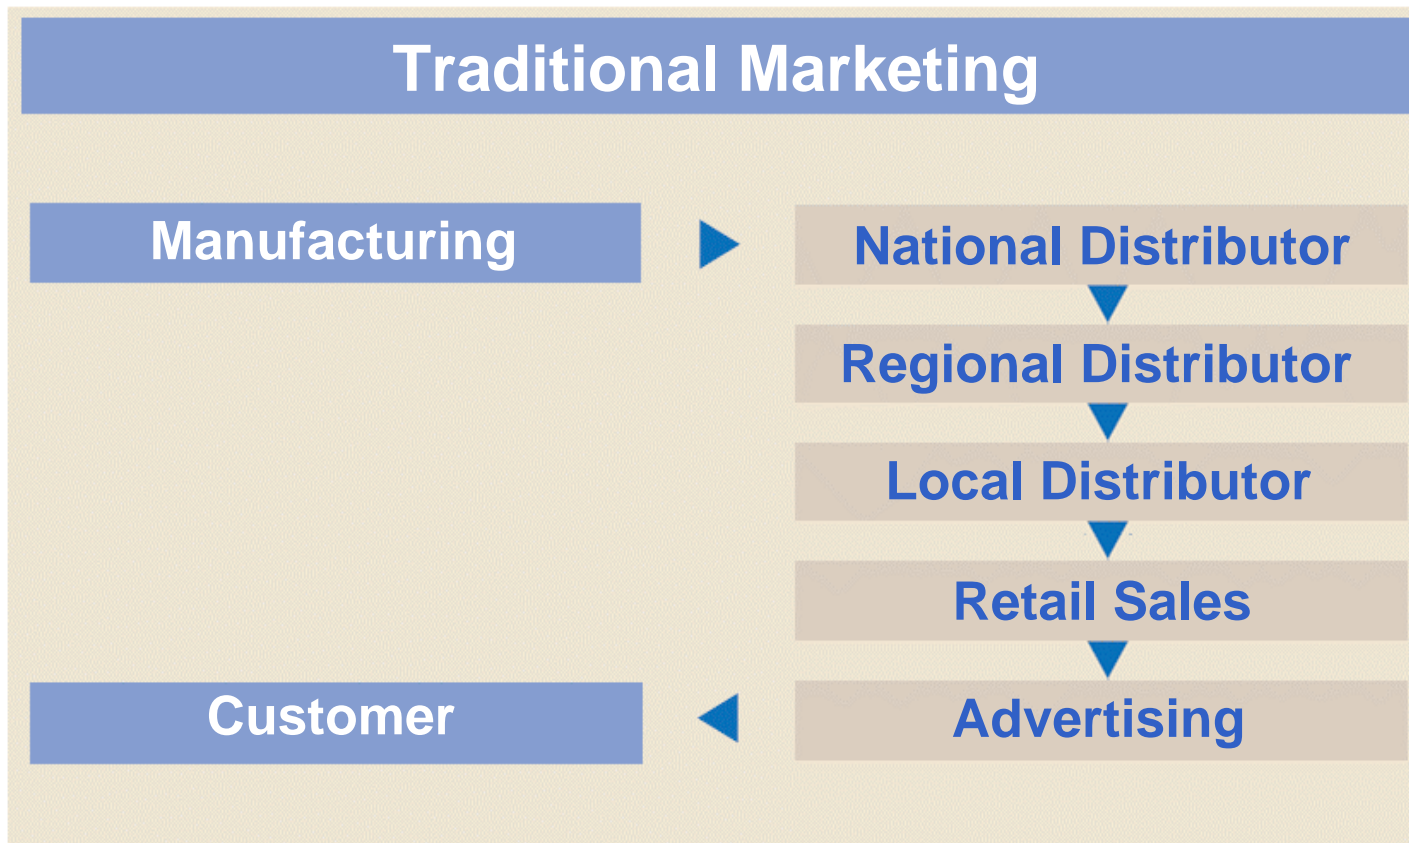 Traditional Marketing
Manufacturing
National Distributor
Regional Distributor
Local Distributor
Retail Sales
Advertising
Customer